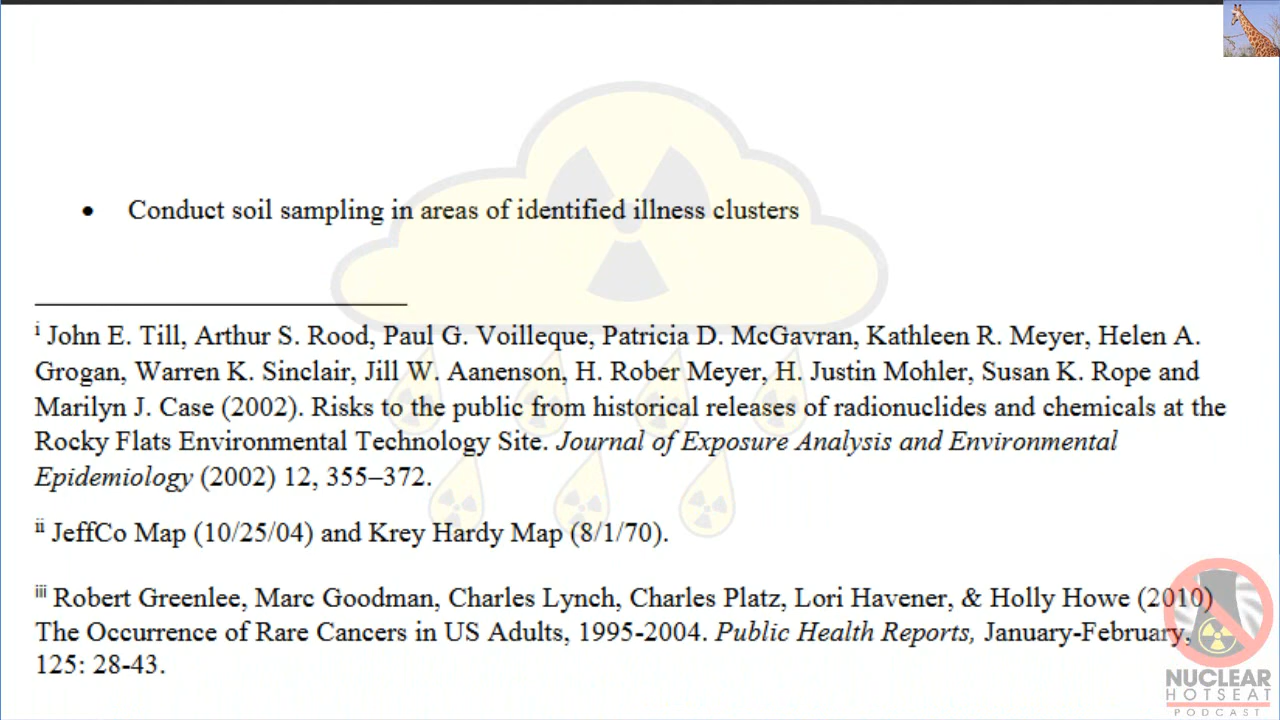 • Conduct soil sampling in areas of identified illness clusters
i John E. Till, Arthur S. Rood, Paul G. Voilleque, Patricia D. McGavran, Kathleen R. Meyer, Helen A.
Grogan, Warren K. Sinclair, Jill W. Aanenson, H. Rober Meyer, H. Justin Mohler, Susan K. Rope and
Marilyn J. Case (2002). Risks to the public from historical releases of radionuclides and chemicals at the
Rocky Flats Environmental Technology Site. Journal of Exposure Analysis and Environmental
Epidemiology (2002) 12, 355–372.
ii JeffCo Map (10/25/04) and Krey Hardy Map (8/1/70).
iii Robert Greenlee, Marc Goodman, Charles Lynch, Charles Platz, Lori Havener, & Holly Howe (2010)
The Occurrence of Rare Cancers in US Adults, 1995-2004. Public Health Reports, January-February,
125: 28-43.
NUCLEAR
HOTSEAT
PODCAST